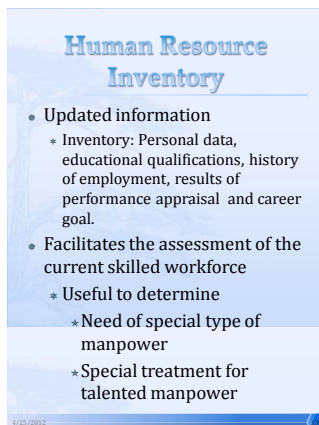 Human Resource
Inventory
Updated information
Inventory: Personal data,
educational qualifications, history
of employment, results of
performance appraisal and career
goal.
Facilitates the assessment of the
current skilled workforce
Useful to determine
Need of special type of
manpower
Special treatment for
talented manpower
4/25/2012